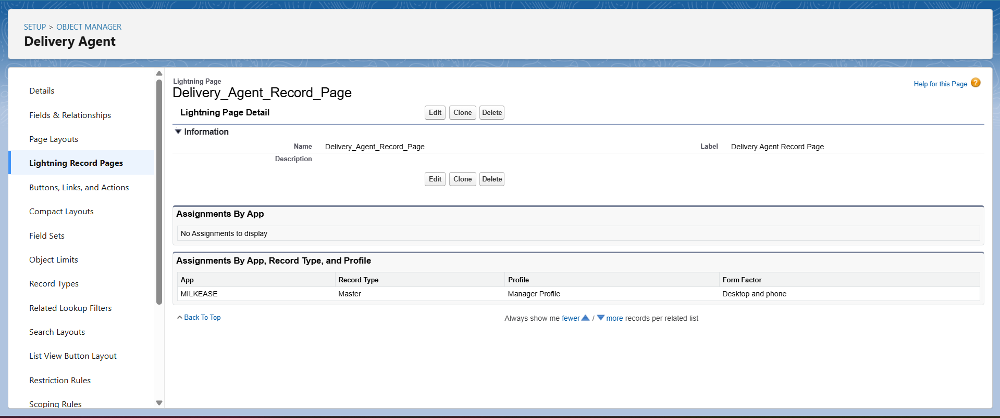 SETUP > OBJECT MANAGER
Delivery Agent
Details
Fields & Relationships
Page Layouts
Lightning Record Pages
Buttons, Links, and Actions
Compact Layouts
Field Sets
Object Limits
Record Types
Related Lookup Filters
Search Layouts
List View Button Layout
Restriction Rules
Scoping Rules
Lightning Page
Delivery_Agent_Record_Page
Help for this Page ?
Lightning Page Detail Edit Clone Delete
Information
Name Delivery_Agent_Record_Page Label Delivery Agent Record Page
Description
Edit Clone Delete
Assignments By App
No Assignments to display
Assignments By App, Record Type, and Profile
App Record Type Profile Form Factor
MILKEASE Master Manager Profile Desktop and phone
Back To Top Always show me fewer / more records per related list